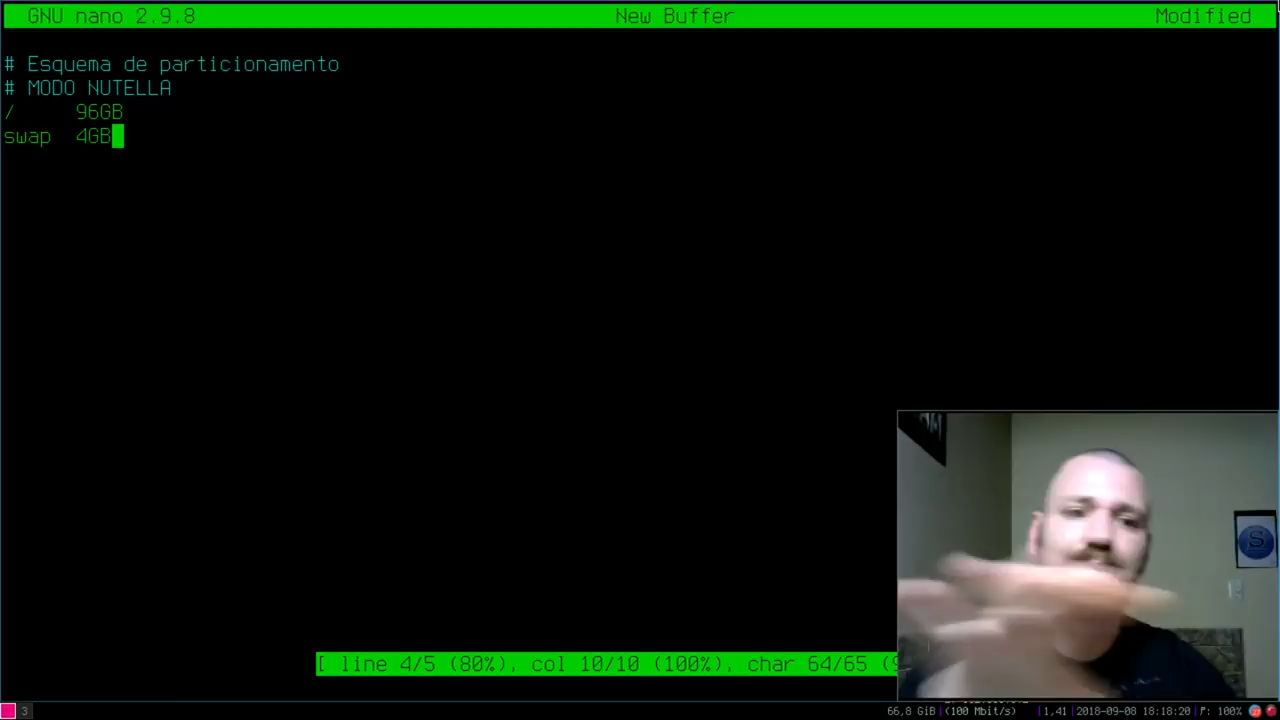 GNU nano 2.9.8 New Buffer Modified
# Esquema de particionamento
# MODO NUTELLA
/ 96GB
swap 4GB
S
[ line 4/5 (80%), col 10/10 (100%), char 64/65 (
3 66,8 GiB (100 Mbit/s) |1,41|2018-09-08 18:18:20 : 100%